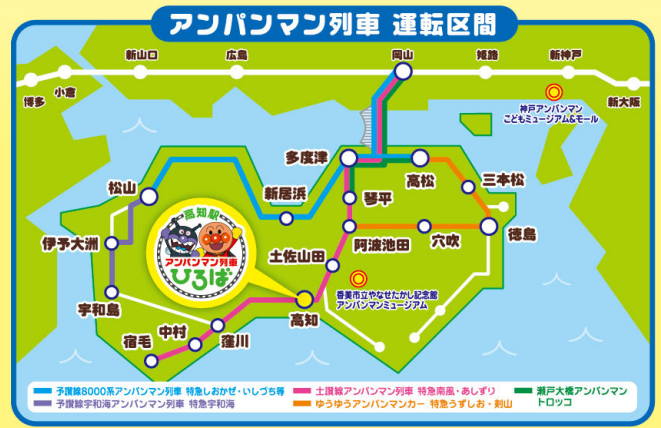 アンパンマン列車 運転区間
新山口
広島
岡山
姫路
新神戸
博多
小倉
新大阪
神戸アンパンマン
こどもミュージアム&モール
多度津
高松
三本松
松山
新居浜
琴平
徳島
高知駅
アンパンマン列車
ひろば
伊予大洲
土佐山田
阿波池田
穴吹
宇和島
香美市立やなせたかし記念館
アンパンマンミュージアム
高知
宿毛
中村
窪川
予讃線8000系アンパンマン列車 特急しおかぜ・いしづち等
土讃線アンパンマン列車 特急南風・あしずり
瀬戸大橋アンパンマン
トロッコ
予讃線宇和海アンパンマン列車 特急宇和海
ゆうゆうアンパンマンカー 特急うずしお・剣山